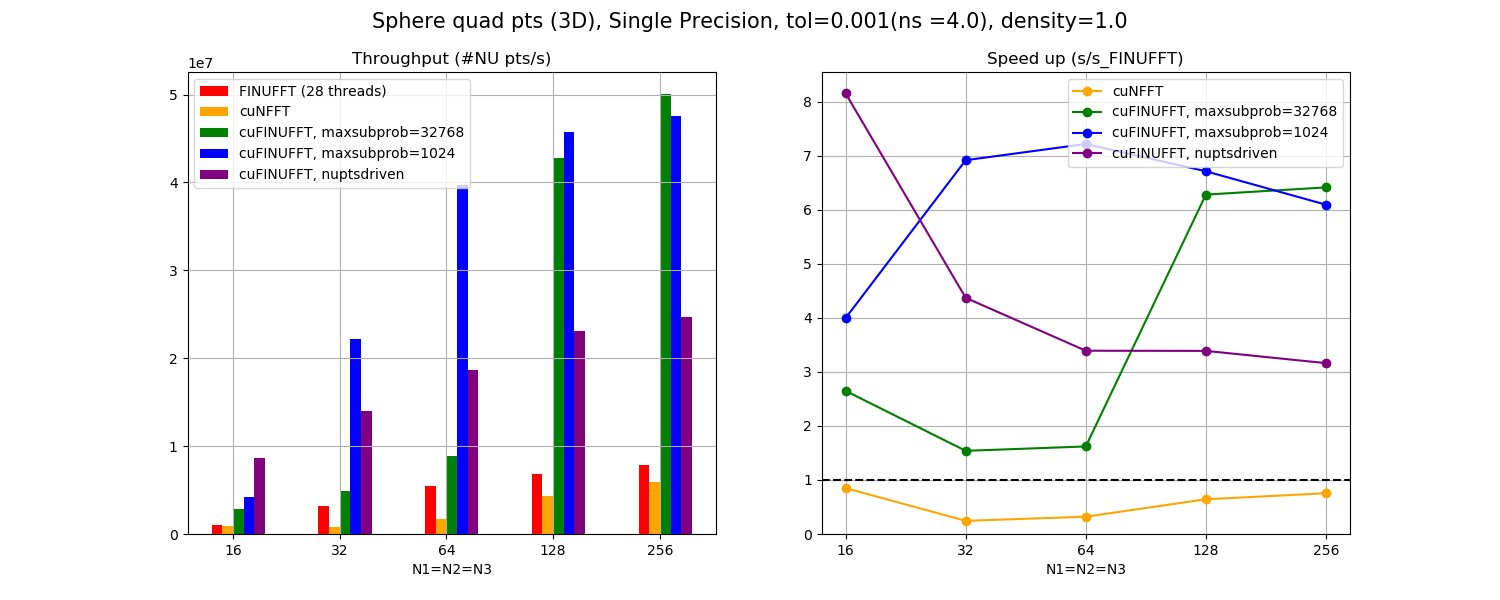 Sphere quad pts (3D), Single Precision, tol=0.001(ns =4.0), density=1.0
Throughput (#NU pts/s)
1e7
FINUFFT (28 threads)
cuNFFT
cuFINUFFT, maxsubprob=32768
cuFINUFFT, maxsubprob=1024
cuFINUFFT, nuptsdriven
5
4
3
2
1
0
16 32 64 128 256
N1=N2=N3
Speed up (s/s_FINUFFT)
cuNFFT
cuFINUFFT, maxsubprob=32768
cuFINUFFT, maxsubprob=1024
cuFINUFFT, nuptsdriven
8
7
6
5
4
3
2
1
0
16 32 64 128 256
N1=N2=N3